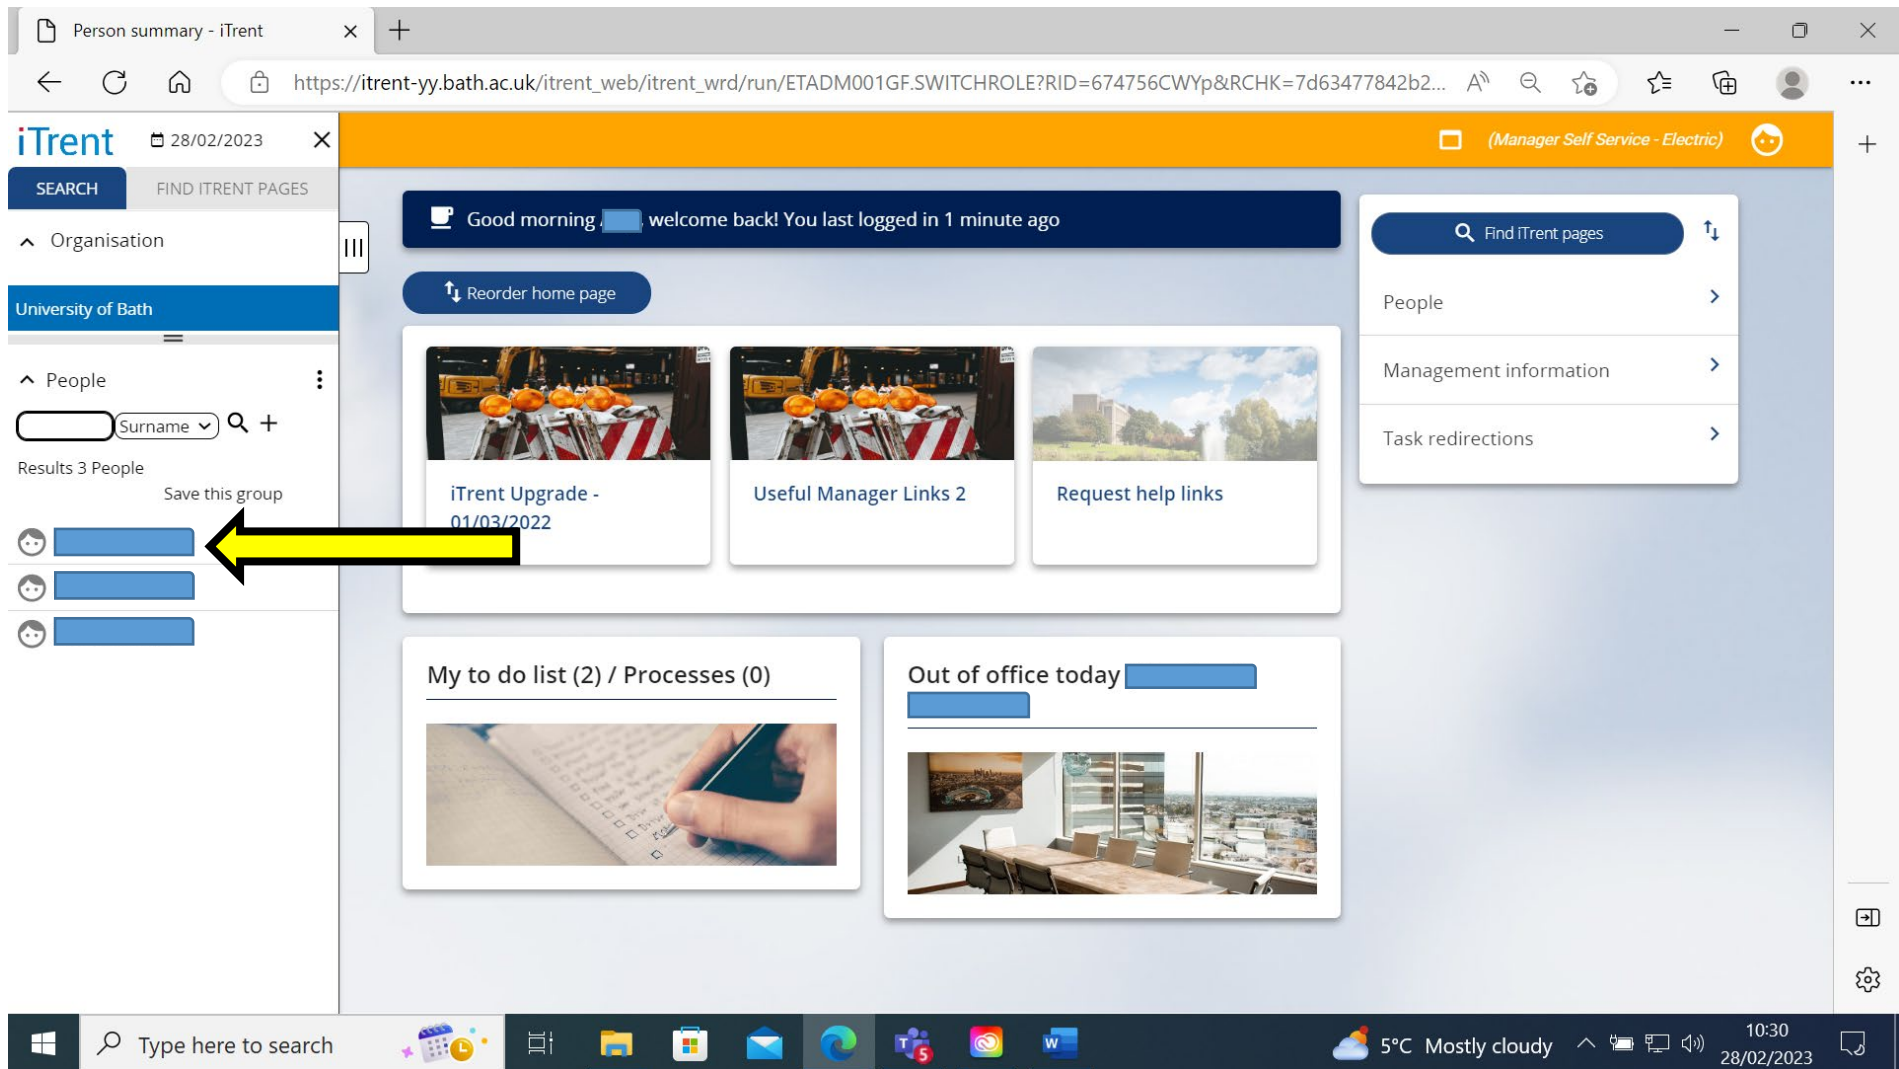 Person summary - iTrent
https://itrent-yy.bath.ac.uk/itrent_web/itrent_wrd/run/ETADM001GF.SWITCHROLE?RID=674756CWYp&RCHK=7d63477842b2...
iTrent 28/02/2023
(Manager Self Service - Electric)
SEARCH FIND ITRENT PAGES
Organisation
University of Bath
People
Surname
Results 3 People
Save this group
Good morning welcome back! You last logged in 1 minute ago
Reorder home page
iTrent Upgrade -
01/03/2022
Useful Manager Links 2
Request help links
My to do list (2) / Processes (0)
Out of office today
Find iTrent pages
People
Management information
Task redirections
Type here to search
5
5°C Mostly cloudy
10:30
28/02/2023